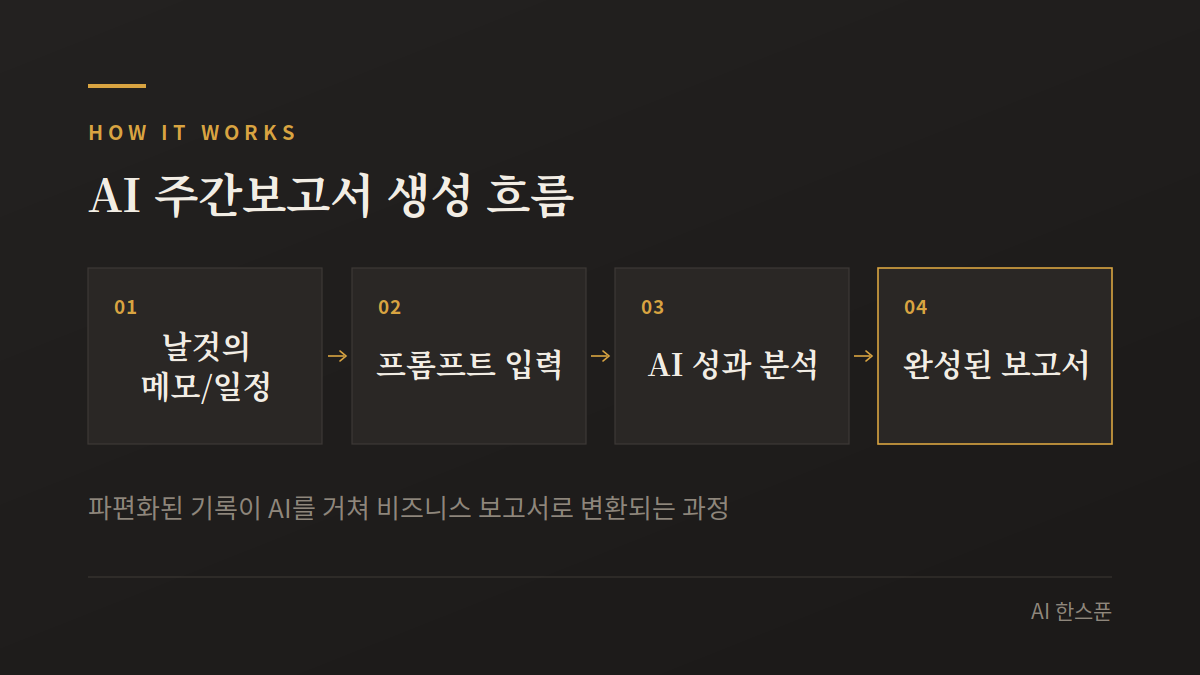 HOW IT WORKS
AI 주간보고서 생성 흐름
01
날것의
메모/일정
→
02
프롬프트 입력
→
03
AI 성과 분석
→
04
완성된 보고서
파편화된 기록이 AI를 거쳐 비즈니스 보고서로 변환되는 과정
AI 한스푼